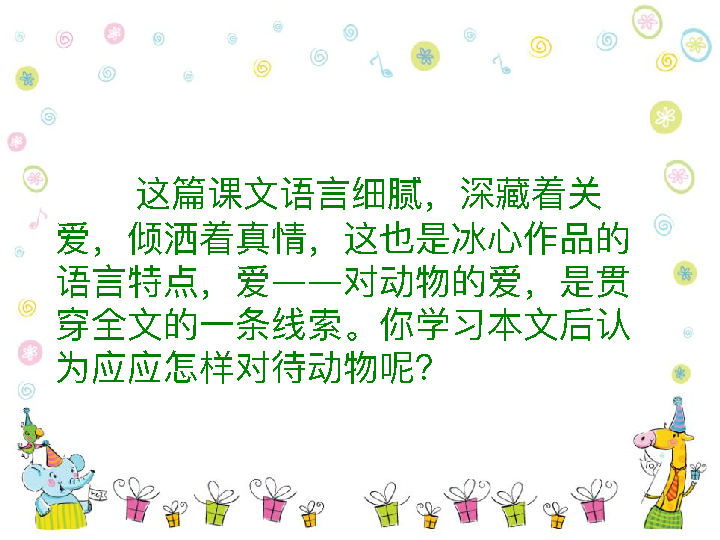 这篇课文语言细腻，深藏着关
爱，倾洒着真情，这也是冰心作品的
语言特点，爱——对动物的爱，是贯
穿全文的一条线索。你学习本文后认
为应应怎样对待动物呢？